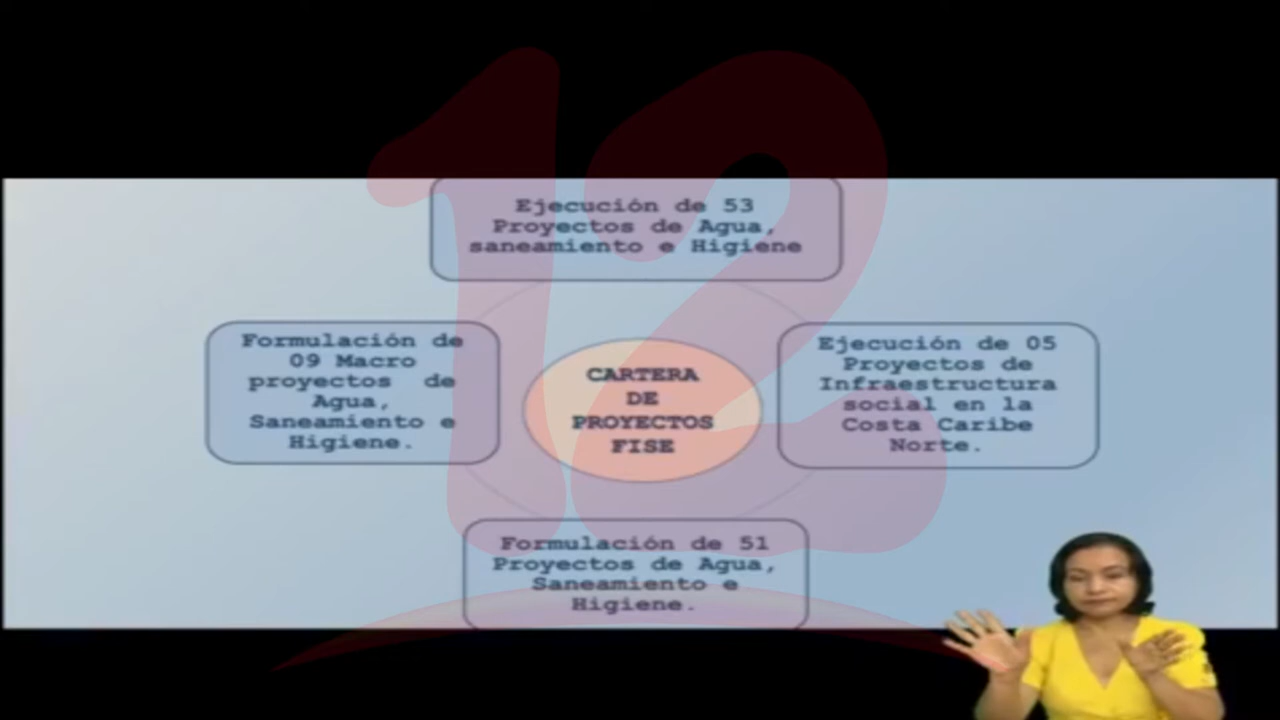 12
Ejecución de 53
Proyectos de Agua,
saneamiento e Higiene
Formulación de
09 Macro
proyectos de
Agua,
Saneamiento e
Higiene.
CARTERA
DE
PROYECTOS
FISE
Ejecución de 05
Proyectos de
Infraestructura
social en la
Costa Caribe
Norte.
Formulación de 51
Proyectos de Agua,
Saneamiento e
Higiene.